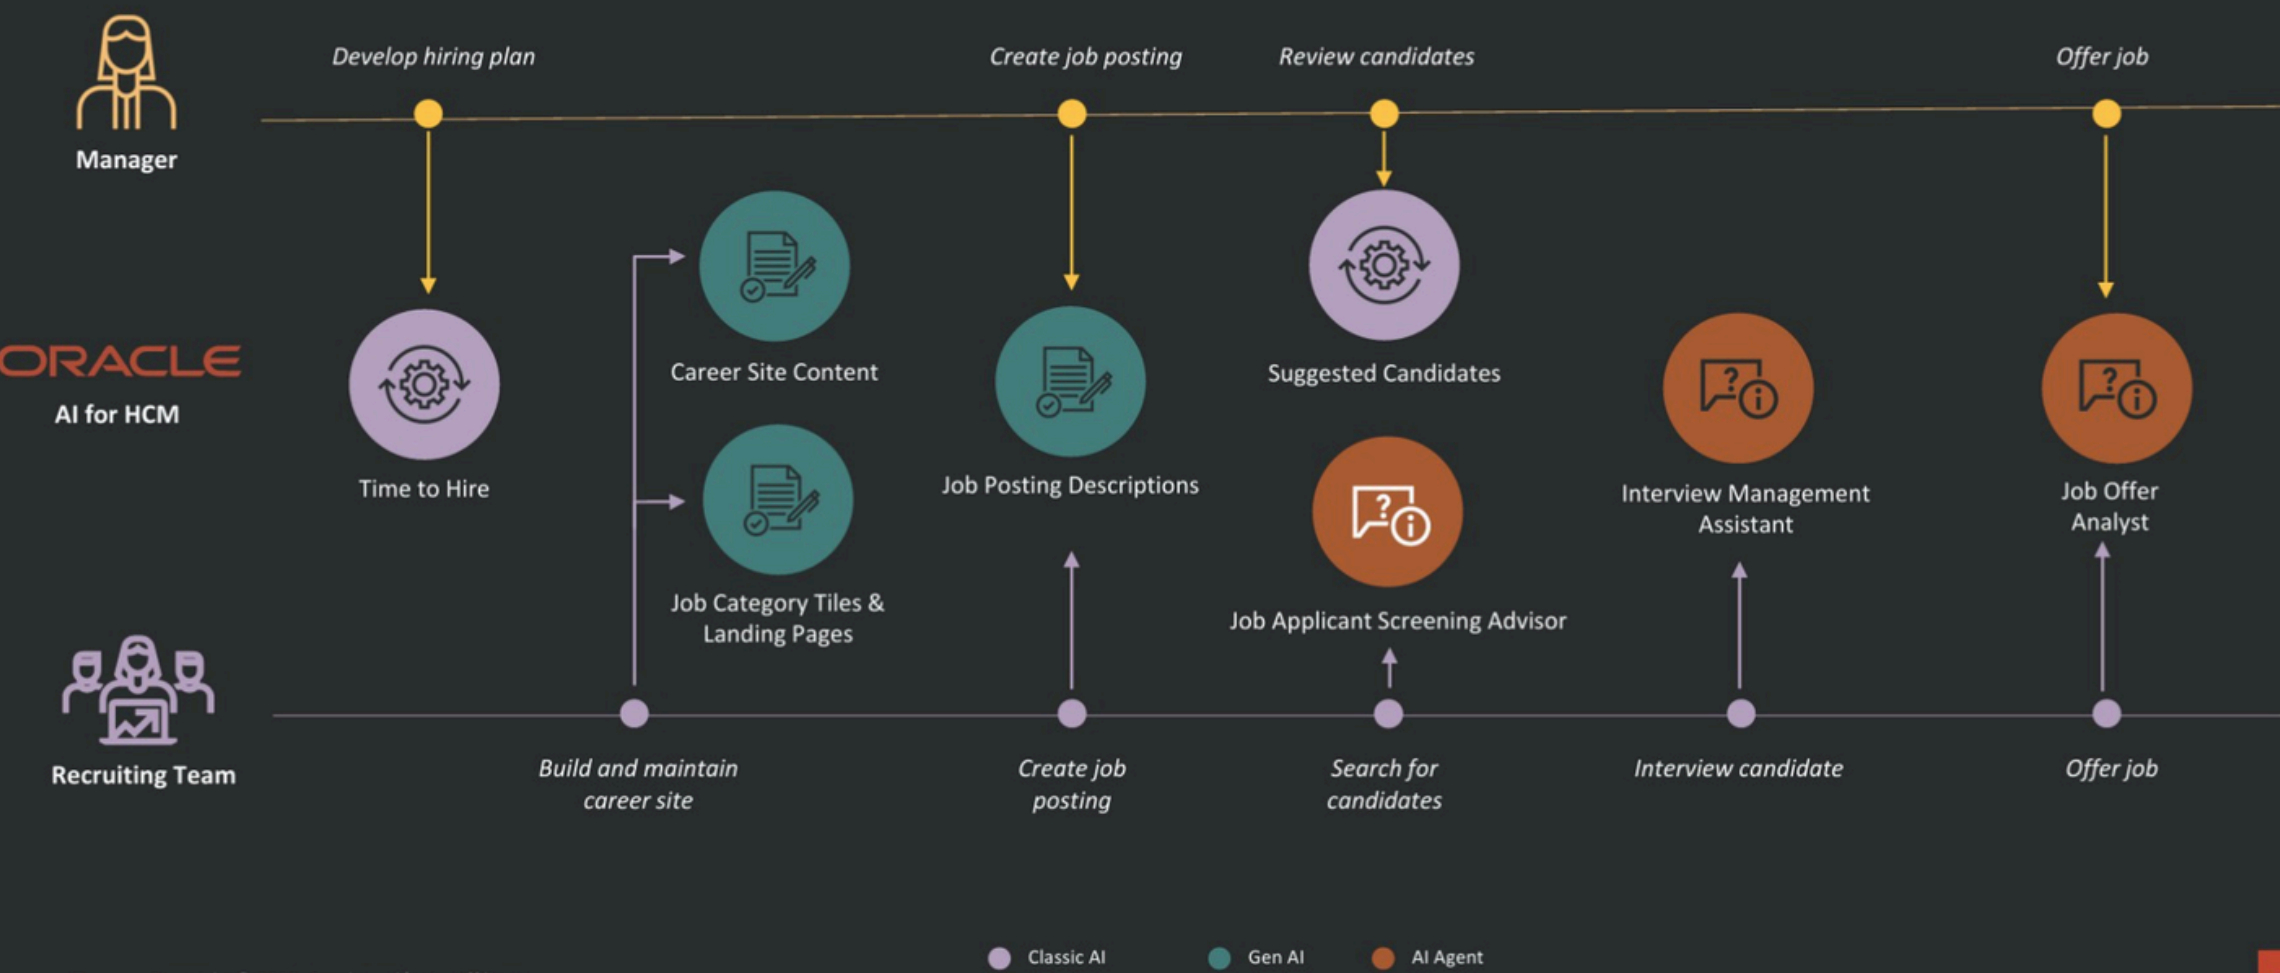 Develop hiring plan
Create job posting
Review candidates
Offer job
Manager
Career Site Content
Suggested Candidates
ORACLE
AI for HCM
Time to Hire
Job Posting Descriptions
Interview Management
Assistant
Job Offer
Analyst
Job Category Tiles &
Landing Pages
Job Applicant Screening Advisor
Recruiting Team
Build and maintain
career site
Create job
posting
Search for
candidates
Interview candidate
Offer job
Classic AI
Gen AI
AI Agent